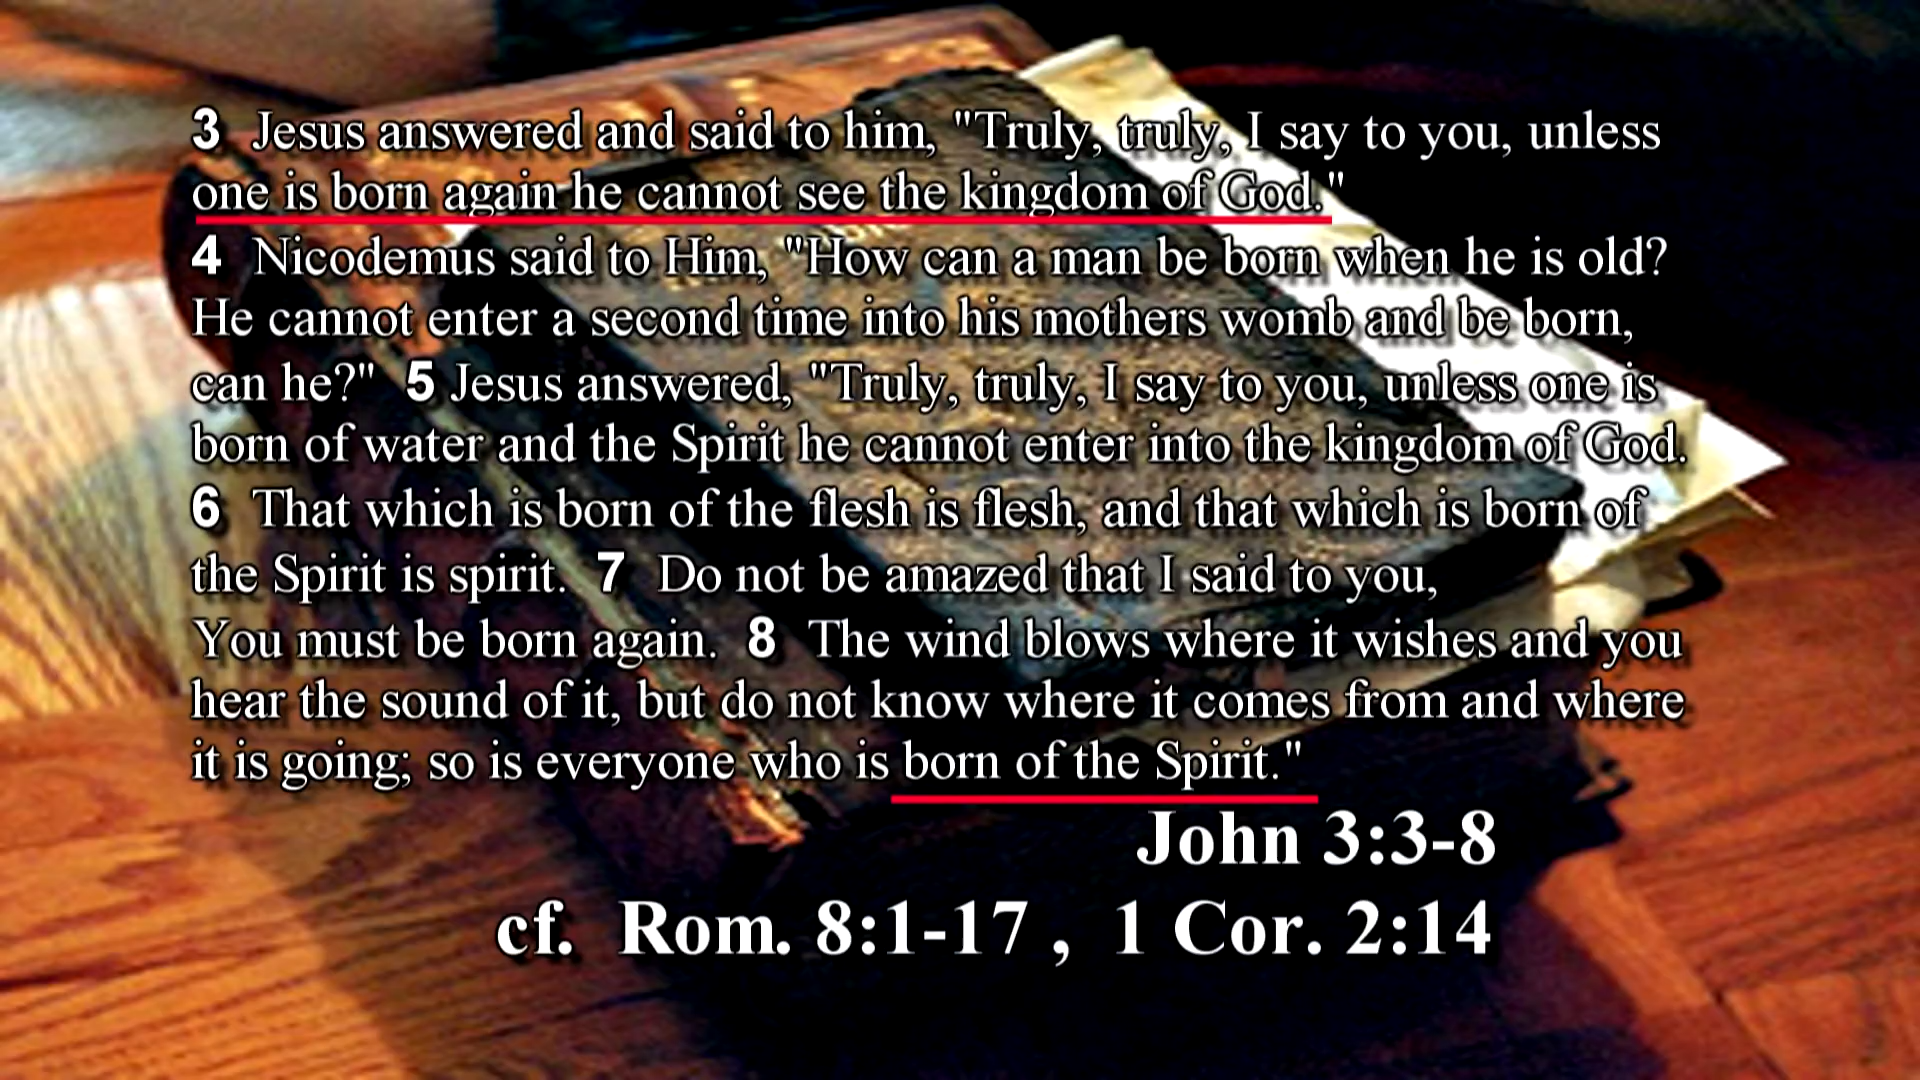 3 Jesus answered and said to him, "Truly, truly, I say to you, unless
one is born again he cannot see the kingdom of God."
4 Nicodemus said to Him, "How can a man be born when he is old?
He cannot enter a second time into his mothers womb and be born,
can he?" 5 Jesus answered, "Truly, truly, I say to you, unless one is
born of water and the Spirit he cannot enter into the kingdom of God.
6 That which is born of the flesh is flesh, and that which is born of
the Spirit is spirit. 7 Do not be amazed that I said to you,
You must be born again. 8 The wind blows where it wishes and you
hear the sound of it, but do not know where it comes from and where
it is going; so is everyone who is born of the Spirit."
John 3:3-8
cf. Rom. 8:1-17 , 1 Cor. 2:14